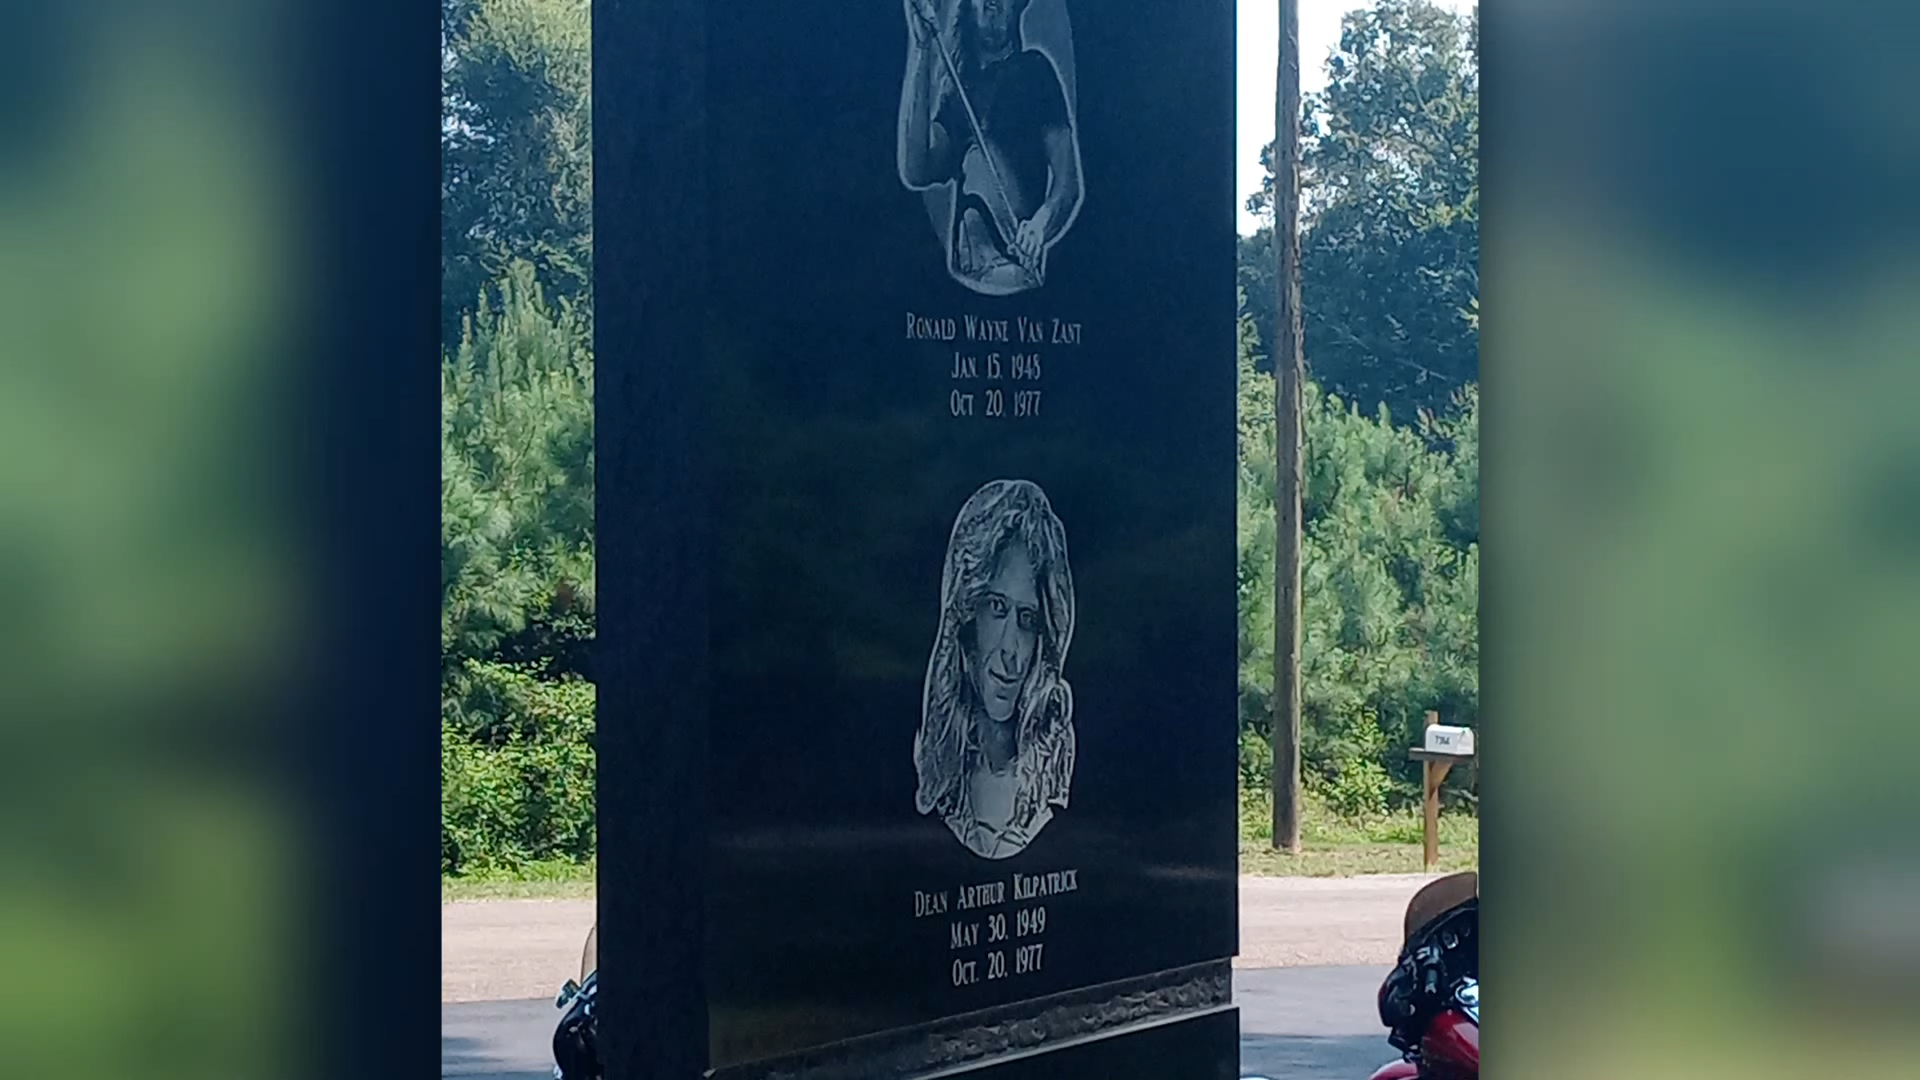 Ronald Wayne Van Zant
Jan. 15, 1948
Oct 20, 1977
Dean Arthur Kilpatrick
May 30, 1949
Oct. 20, 1977